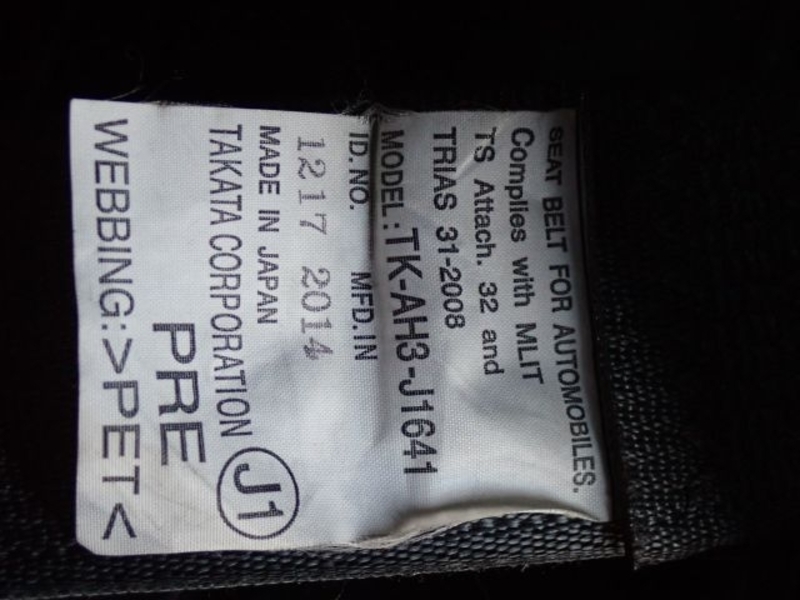 SEAT BELT FOR AUTOMOBILES.
Complies with MLIT
TS Attach. 32 and
TRIAS 31-2008
MODEL:TK-AH3-J1641
ID.NO. MFD.IN
1217 2014
MADE IN JAPAN
TAKATA CORPORATION J1
PRE
WEBBING:>PET<